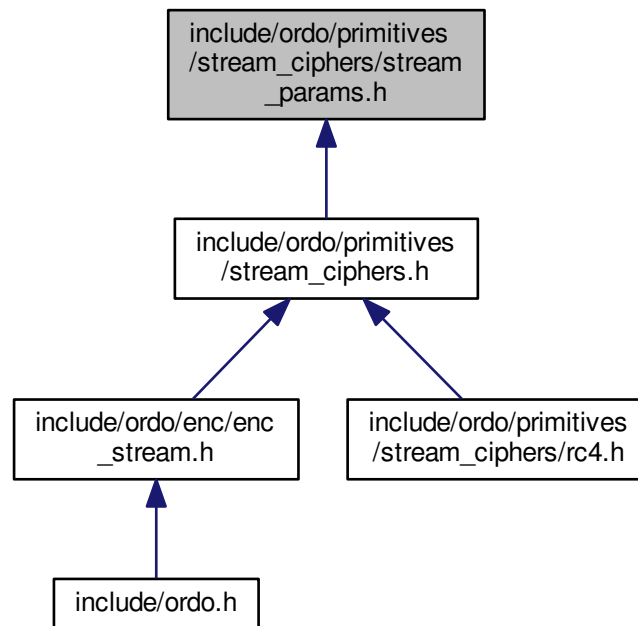 include/ordo/primitives
/stream_ciphers/stream
_params.h
include/ordo/primitives
/stream_ciphers.h
include/ordo/enc/enc
_stream.h
include/ordo/primitives
/stream_ciphers/rc4.h
include/ordo.h